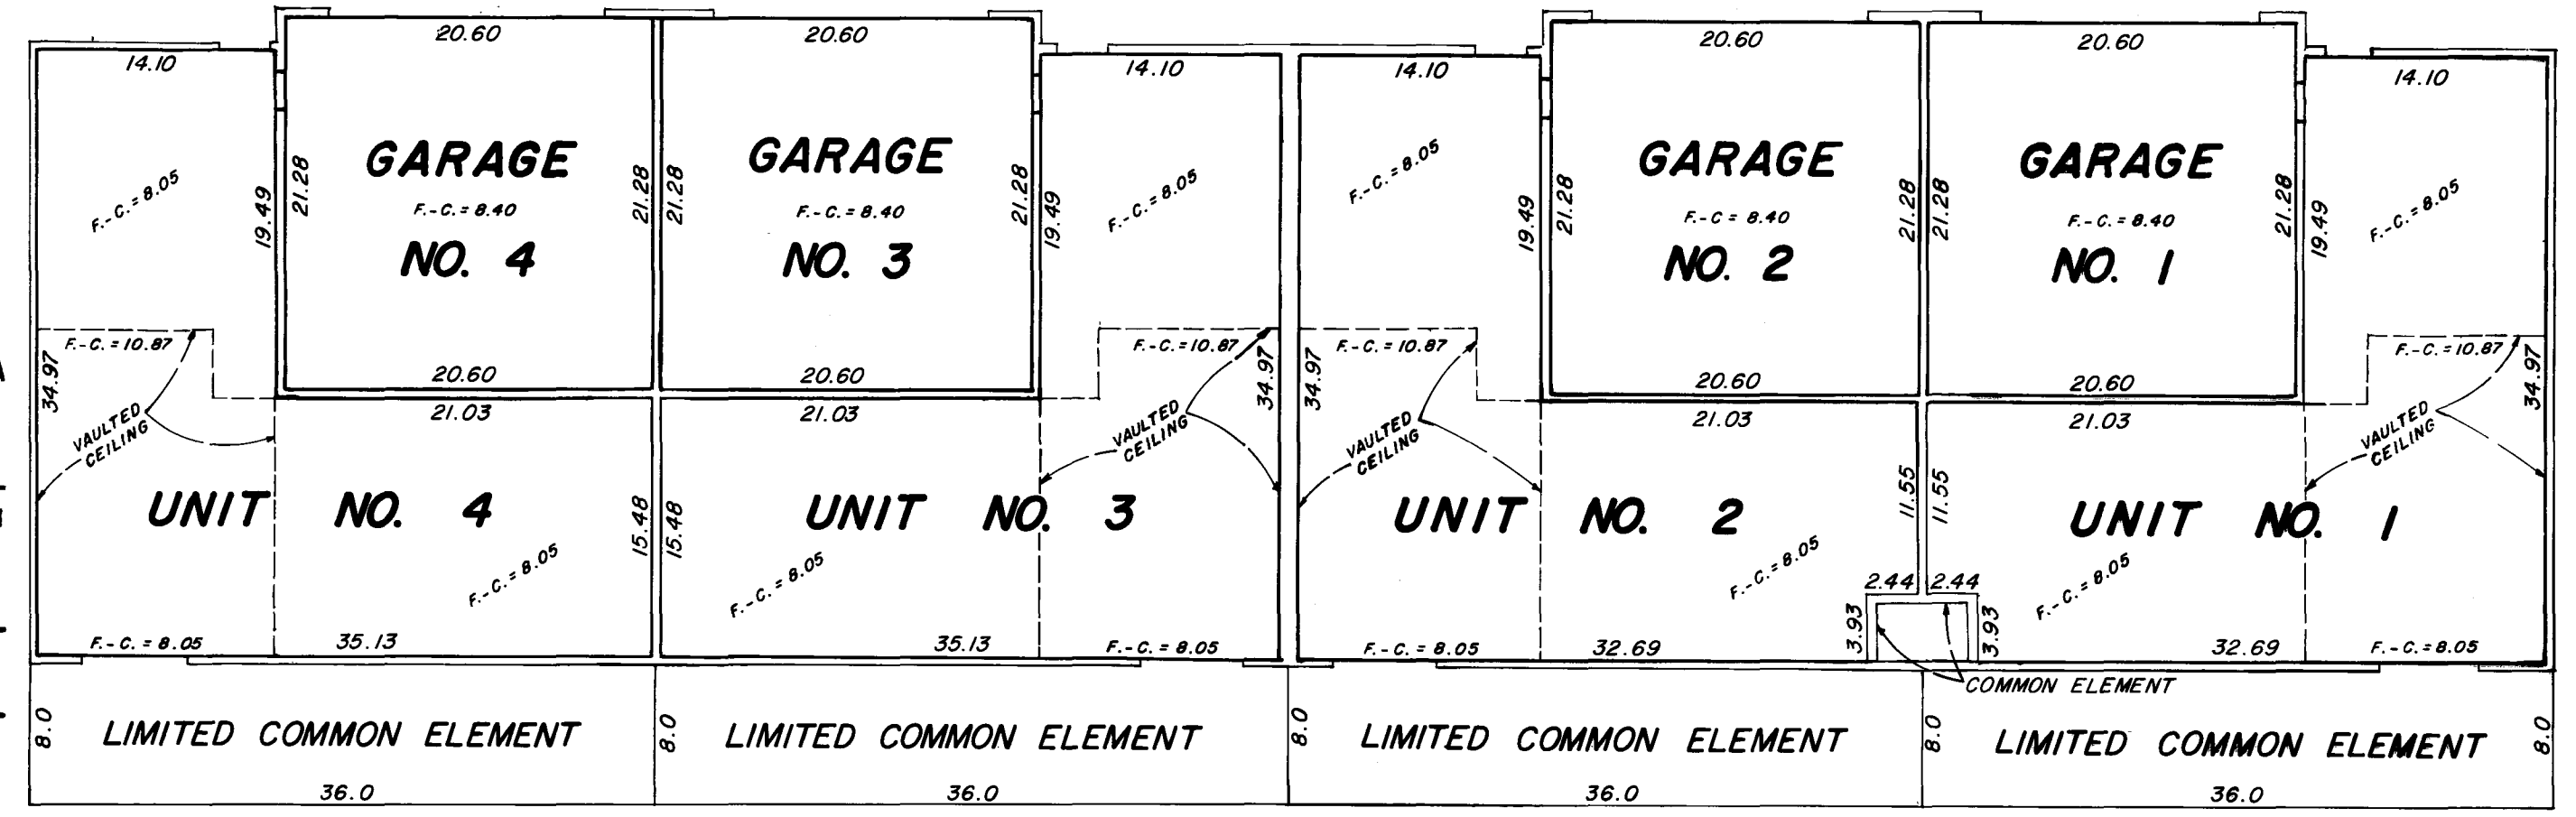 20.60 20.60 20.60 20.60
14.10 14.10 14.10 14.10
GARAGE GARAGE GARAGE GARAGE
F.-C.=8.05 19.49 21.28 21.28 21.28 21.28 19.49 F.-C.=8.05 F.-C.=8.05 19.49 21.28 21.28 21.28 21.28 19.49 F.-C.=8.05
F.-C.=8.40 F.-C.=8.40 F.-C=8.40 F.-C.=8.40
NO. 4 NO. 3 NO. 2 NO. 1
F.-C.=10.87 F.-C.=10.87 F.-C.=10.87 F.-C.=10.87
34.97 20.60 20.60 34.97 34.97 20.60 20.60 34.97
21.03 21.03 21.03 21.03
VAULTED CEILING VAULTED CEILING VAULTED CEILING VAULTED CEILING
UNIT NO. 4 15.48 15.48 UNIT NO. 3 UNIT NO. 2 11.55 11.55 UNIT NO. 1
F.-C.=8.05 F.-C.=8.05 F.-C.=8.05 F.-C.=8.05
2.44 2.44
3.93 3.93
F.-C.=8.05 35.13 35.13 F.-C.=8.05 F.-C.=8.05 32.69 32.69 F.-C.=8.05
COMMON ELEMENT
8.0 LIMITED COMMON ELEMENT 8.0 LIMITED COMMON ELEMENT 8.0 LIMITED COMMON ELEMENT 8.0 LIMITED COMMON ELEMENT 8.0
36.0 36.0 36.0 36.0